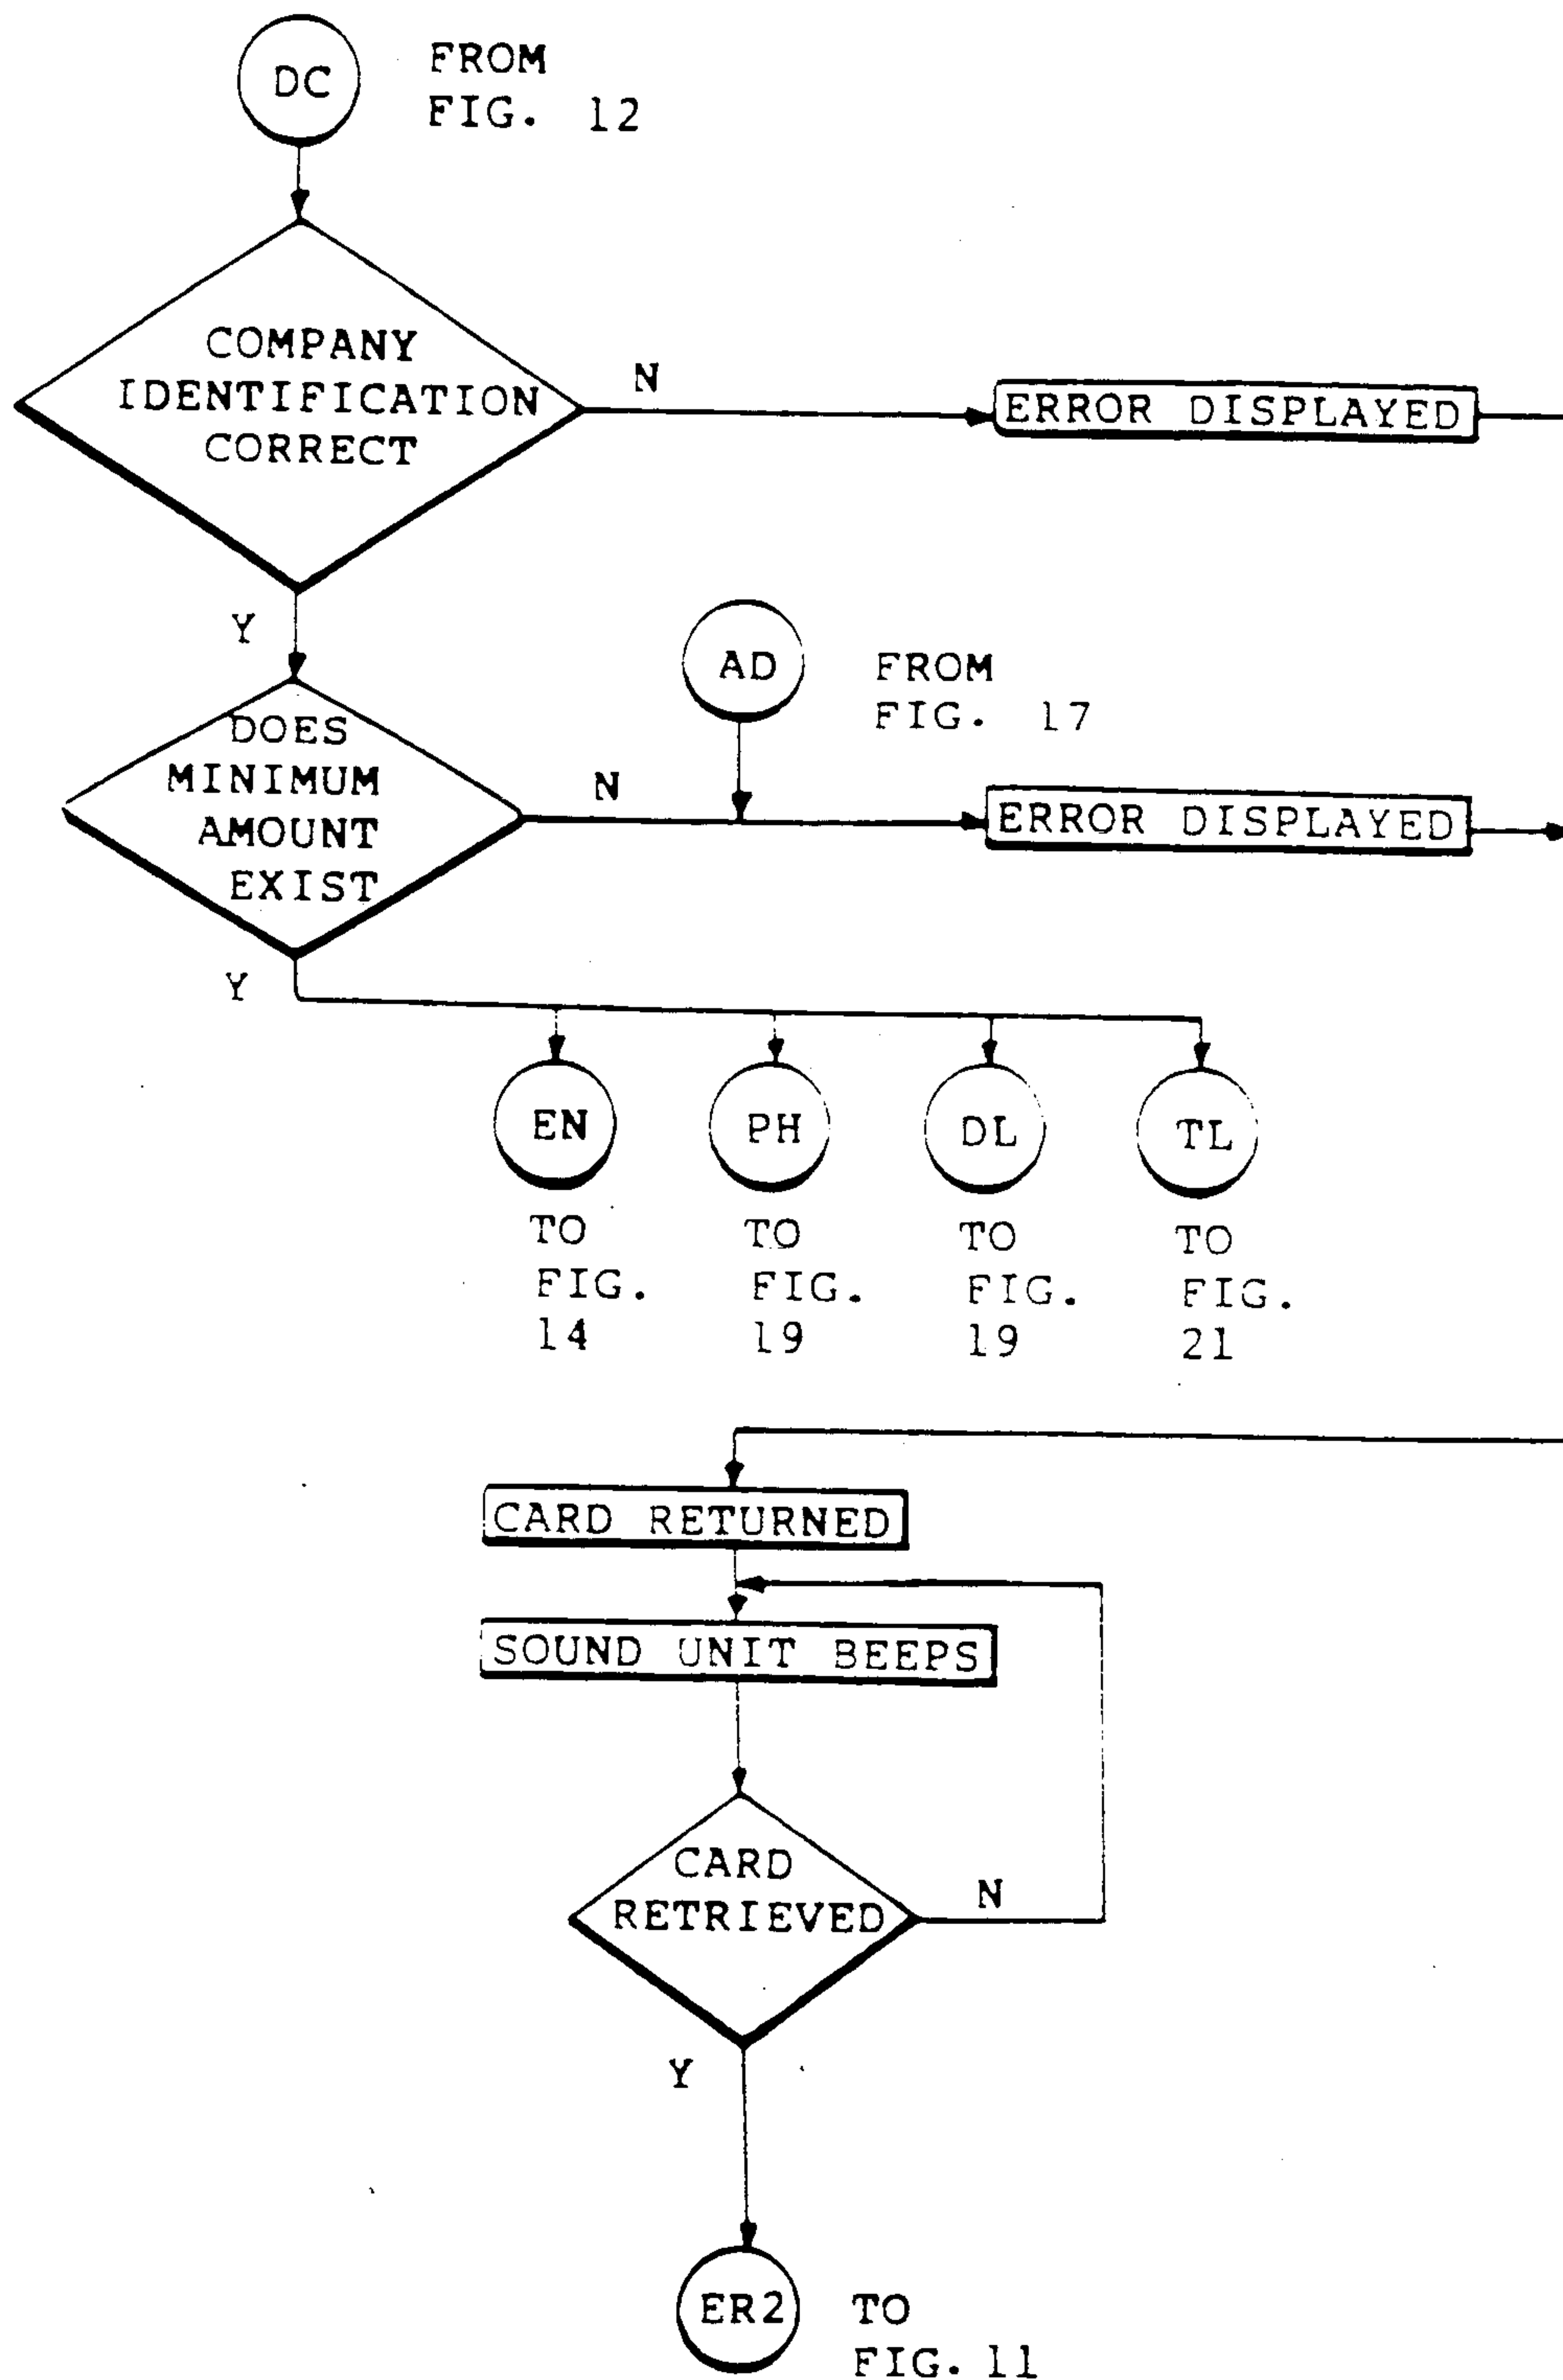 DC
FROM
FIG. 12
COMPANY
IDENTIFICATION
CORRECT
N
ERROR DISPLAYED
Y
AD
FROM
FIG. 17
DOES
MINIMUM
AMOUNT
EXIST
N
ERROR DISPLAYED
Y
EN
PH
DL
TL
TO
FIG.
14
TO
FIG.
19
TO
FIG.
19
TO
FIG.
21
CARD RETURNED
SOUND UNIT BEEPS
CARD
RETRIEVED
N
Y
ER2
TO
FIG. 11